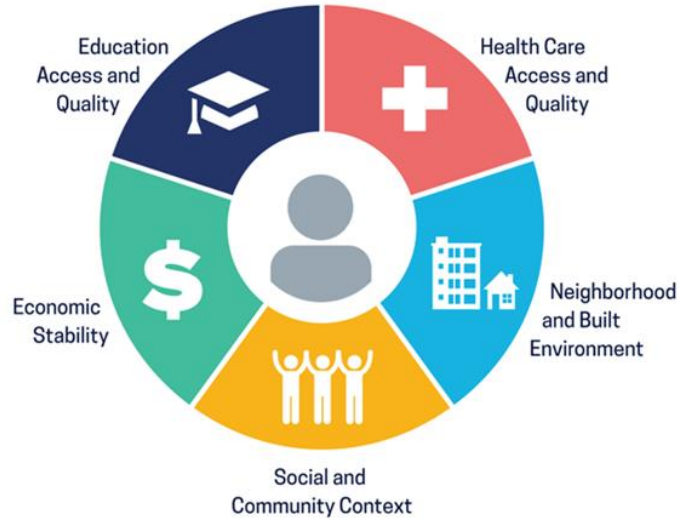 Education
Access and
Quality
Health Care
Access and
Quality
$
Economic
Stability
Neighborhood
and Built
Environment
Social and
Community Context